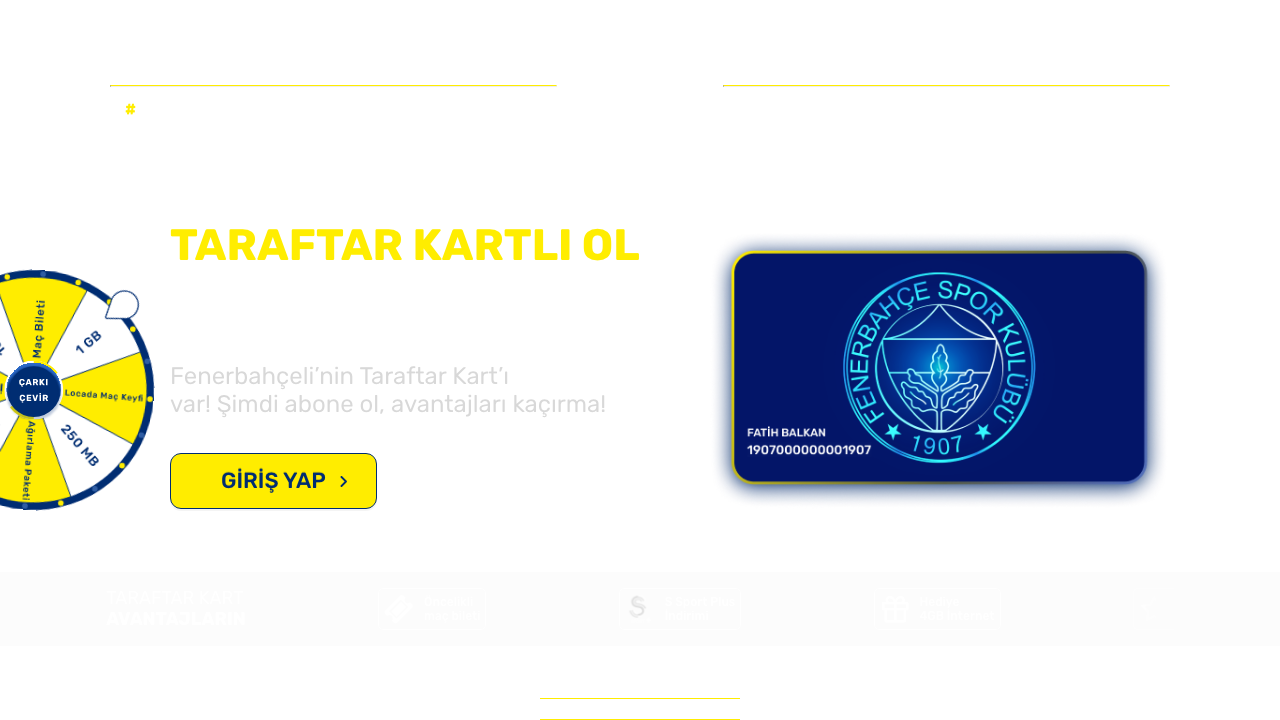 #
TARAFTAR KARTLI OL
Maç Bileti
1 GB
Locada Maç Keyfi
250 MB
Ağırlama Paketi
ÇARKI
ÇEVİR
Fenerbahçeli’nin Taraftar Kart’ı
var! Şimdi abone ol, avantajları kaçırma!
GİRİŞ YAP
FENERBAHÇE SPOR KULÜBÜ
1907
FATİH BALKAN
1907000000001907
TARAFTAR KART
AVANTAJLARIN